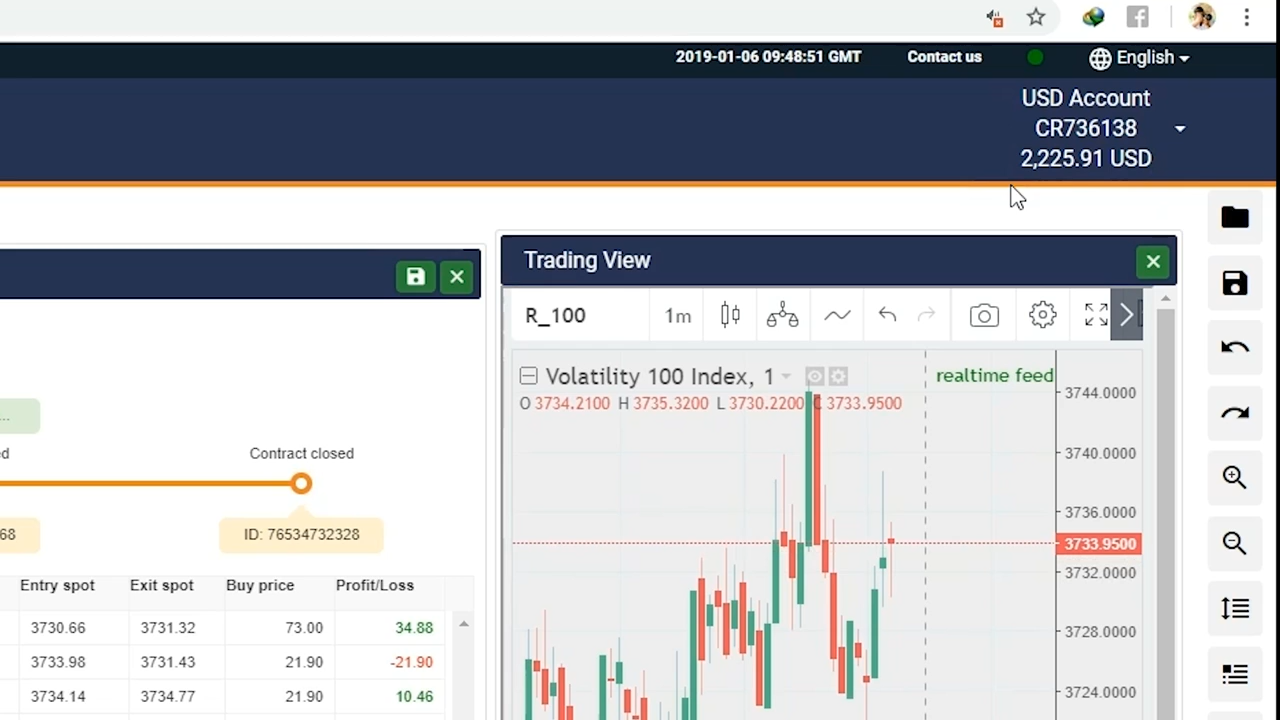 2019-01-06 09:48:51 GMT Contact us English
USD Account
CR736138
2,225.91 USD
Trading View
R_100 1m
Volatility 100 Index, 1 realtime feed
O 3734.2100 H 3735.3200 L 3730.2200 C 3733.9500
3744.0000
3740.0000
3736.0000
3733.9500
3732.0000
3728.0000
3724.0000
...
d Contract closed
68 ID: 76534732328
Entry spot Exit spot Buy price Profit/Loss
3730.66 3731.32 73.00 34.88
3733.98 3731.43 21.90 -21.90
3734.14 3734.77 21.90 10.46